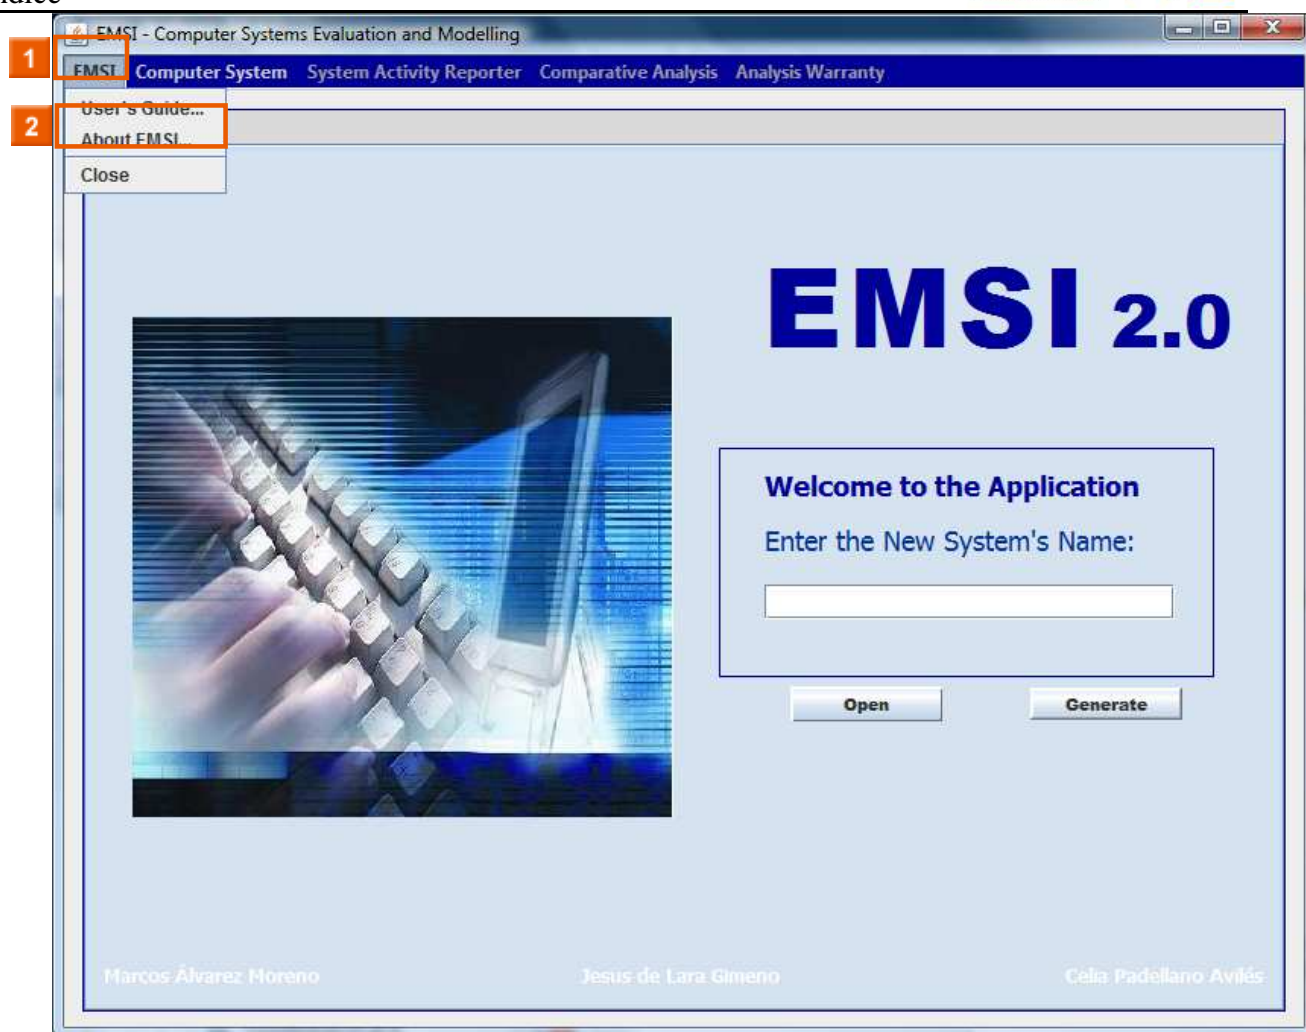 EMSI - Computer Systems Evaluation and Modelling
1
EMSI Computer System System Activity Reporter Comparative Analysis Analysis Warranty
User's Guide...
2
About EMSI...
Close
EMSI 2.0
Welcome to the Application
Enter the New System's Name:
Open Generate
Marcos Álvarez Moreno Jesus de Lara Gimeno Celia Padellano Avilés